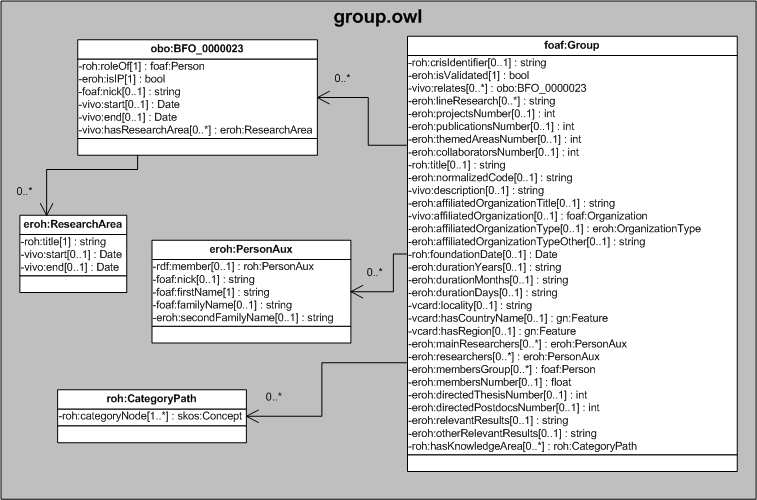 group.owl
obo:BFO_0000023
-roh:roleOf[1] : foaf:Person
-eroh:isIP[1] : bool
-foaf:nick[0..1] : string
-vivo:start[0..1] : Date
-vivo:end[0..1] : Date
-vivo:hasResearchArea[0..*] : eroh:ResearchArea
0..*
0..*
eroh:ResearchArea
-roh:title[1] : string
-vivo:start[0..1] : Date
-vivo:end[0..1] : Date
eroh:PersonAux
-rdf:member[0..1] : roh:PersonAux
-foaf:nick[0..1] : string
-foaf:firstName[1] : string
-foaf:familyName[0..1] : string
-eroh:secondFamilyName[0..1] : string
0..*
roh:CategoryPath
-roh:categoryNode[1..*] : skos:Concept
0..*
foaf:Group
-roh:crisIdentifier[0..1] : string
-eroh:isValidated[1] : bool
-vivo:relates[0..*] : obo:BFO_0000023
-eroh:lineResearch[0..*] : string
-eroh:projectsNumber[0..1] : int
-eroh:publicationsNumber[0..1] : int
-eroh:themedAreasNumber[0..1] : int
-eroh:collaboratorsNumber[0..1] : int
-roh:title[0..1] : string
-eroh:normalizedCode[0..1] : string
-vivo:description[0..1] : string
-eroh:affiliatedOrganizationTitle[0..1] : string
-vivo:affiliatedOrganization[0..1] : foaf:Organization
-eroh:affiliatedOrganizationType[0..1] : eroh:OrganizationType
-eroh:affiliatedOrganizationTypeOther[0..1] : string
-roh:foundationDate[0..1] : Date
-eroh:durationYears[0..1] : string
-eroh:durationMonths[0..1] : string
-eroh:durationDays[0..1] : string
-vcard:locality[0..1] : string
-vcard:hasCountryName[0..1] : gn:Feature
-vcard:hasRegion[0..1] : gn:Feature
-eroh:mainResearchers[0..*] : eroh:PersonAux
-eroh:researchers[0..*] : eroh:PersonAux
-eroh:membersGroup[0..*] : foaf:Person
-eroh:membersNumber[0..1] : float
-eroh:directedThesisNumber[0..1] : int
-eroh:directedPostdocsNumber[0..1] : int
-eroh:relevantResults[0..1] : string
-eroh:otherRelevantResults[0..1] : string
-roh:hasKnowledgeArea[0..*] : roh:CategoryPath